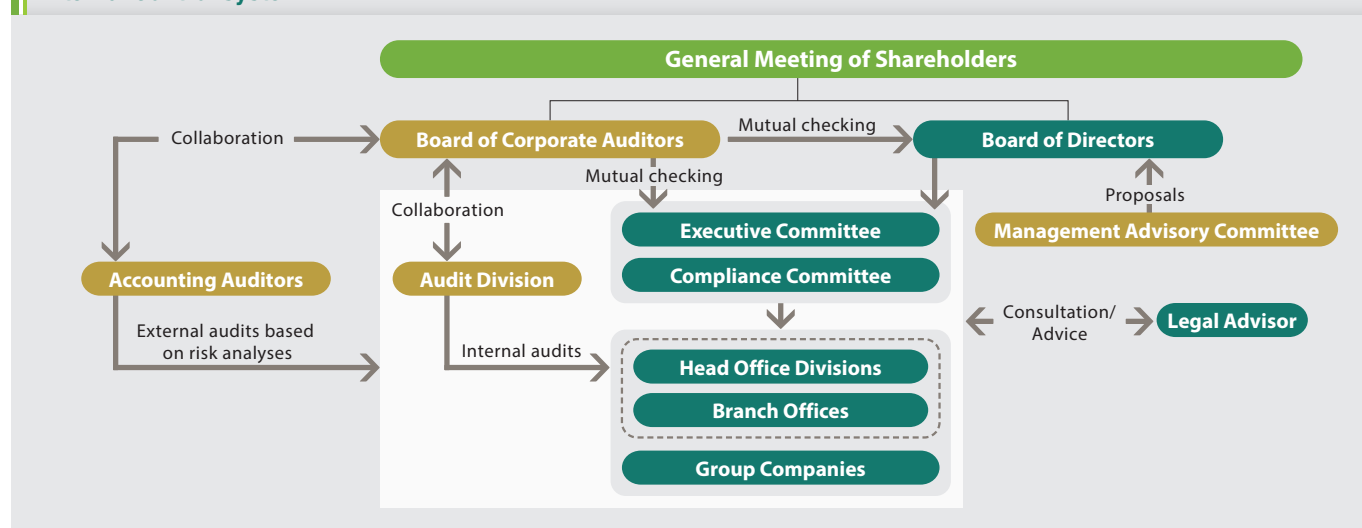 General Meeting of Shareholders
Collaboration
Board of Corporate Auditors
Mutual checking
Board of Directors
Mutual checking
Proposals
Collaboration
Executive Committee
Management Advisory Committee
Accounting Auditors
Audit Division
Compliance Committee
External audits based
on risk analyses
Consultation/
Advice
Legal Advisor
Internal audits
Head Office Divisions
Branch Offices
Group Companies